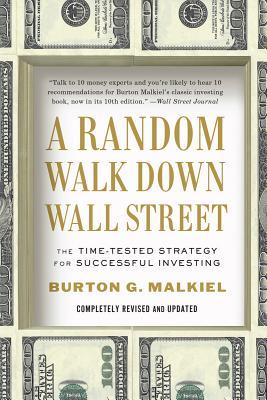 "Talk to 10 money experts and you're likely to hear 10
recommendations for Burton Malkiel's classic investing
book, now in its 10th edition." —Wall Street Journal
A RANDOM
WALK DOWN
WALL STREET
THE TIME-TESTED STRATEGY
FOR SUCCESSFUL INVESTING
BURTON G. MALKIEL
COMPLETELY REVISED AND UPDATED
100
100